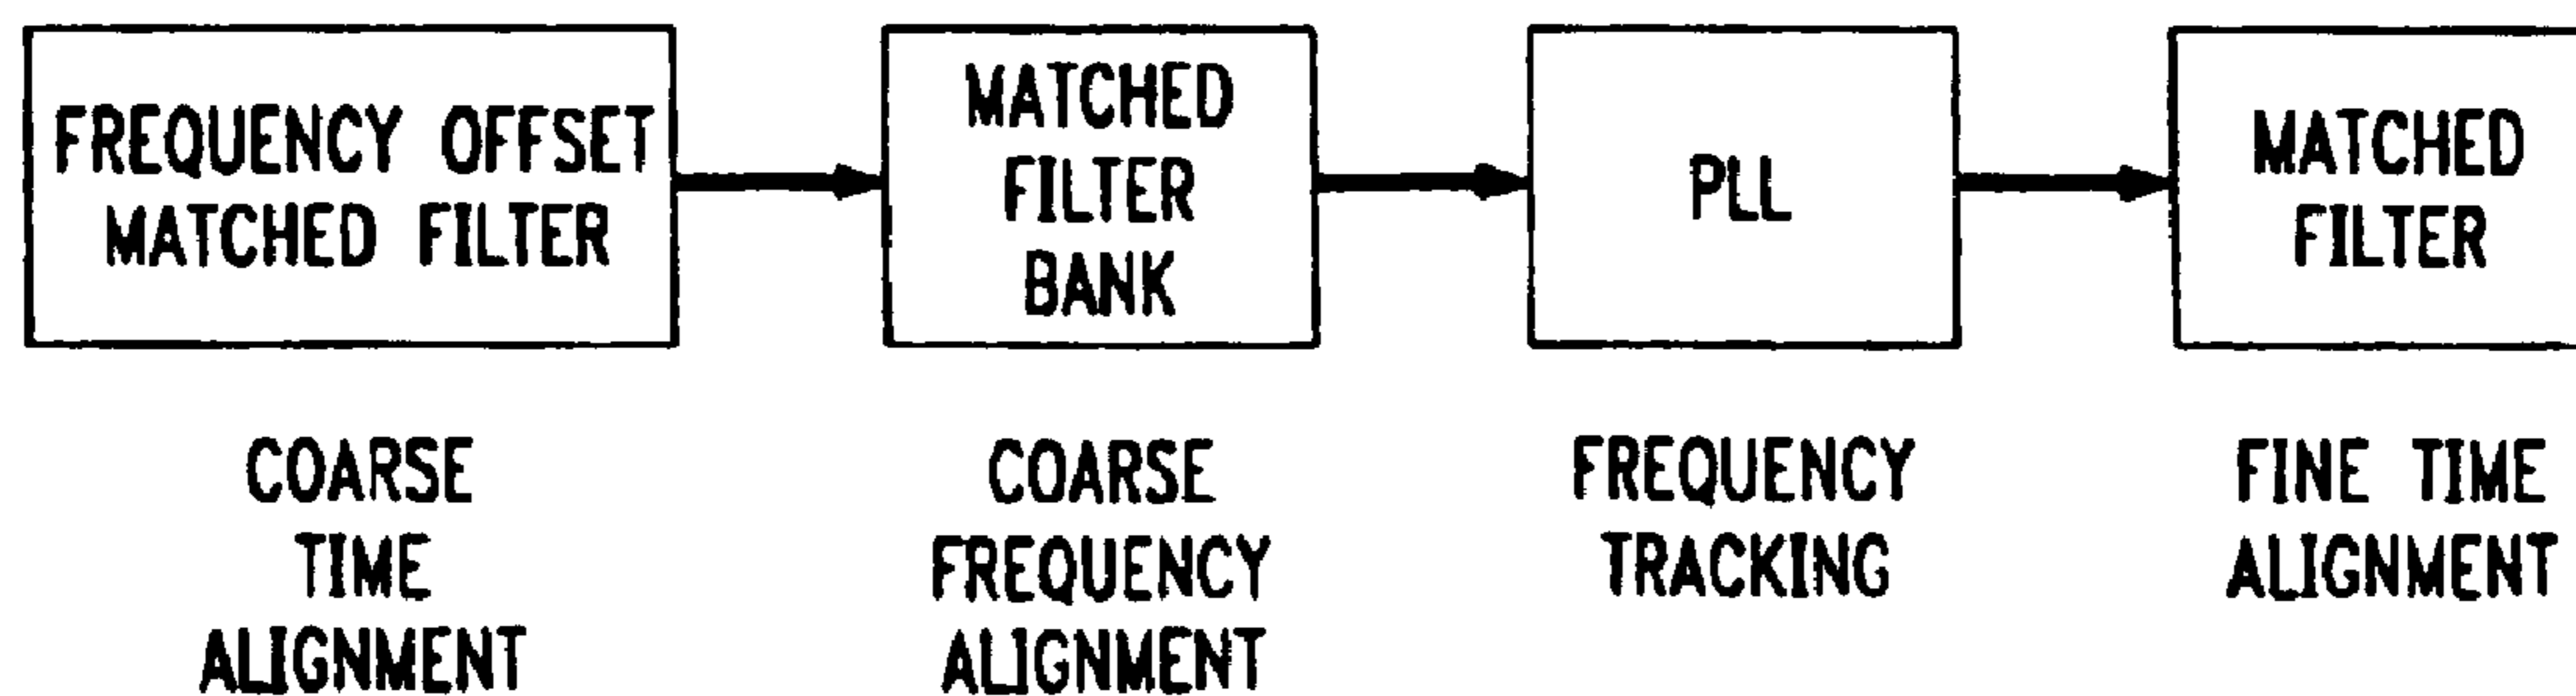 FREQUENCY OFFSET
MATCHED FILTER
MATCHED
FILTER
BANK
PLL
MATCHED
FILTER
COARSE
TIME
ALIGNMENT
COARSE
FREQUENCY
ALIGNMENT
FREQUENCY
TRACKING
FINE TIME
ALIGNMENT